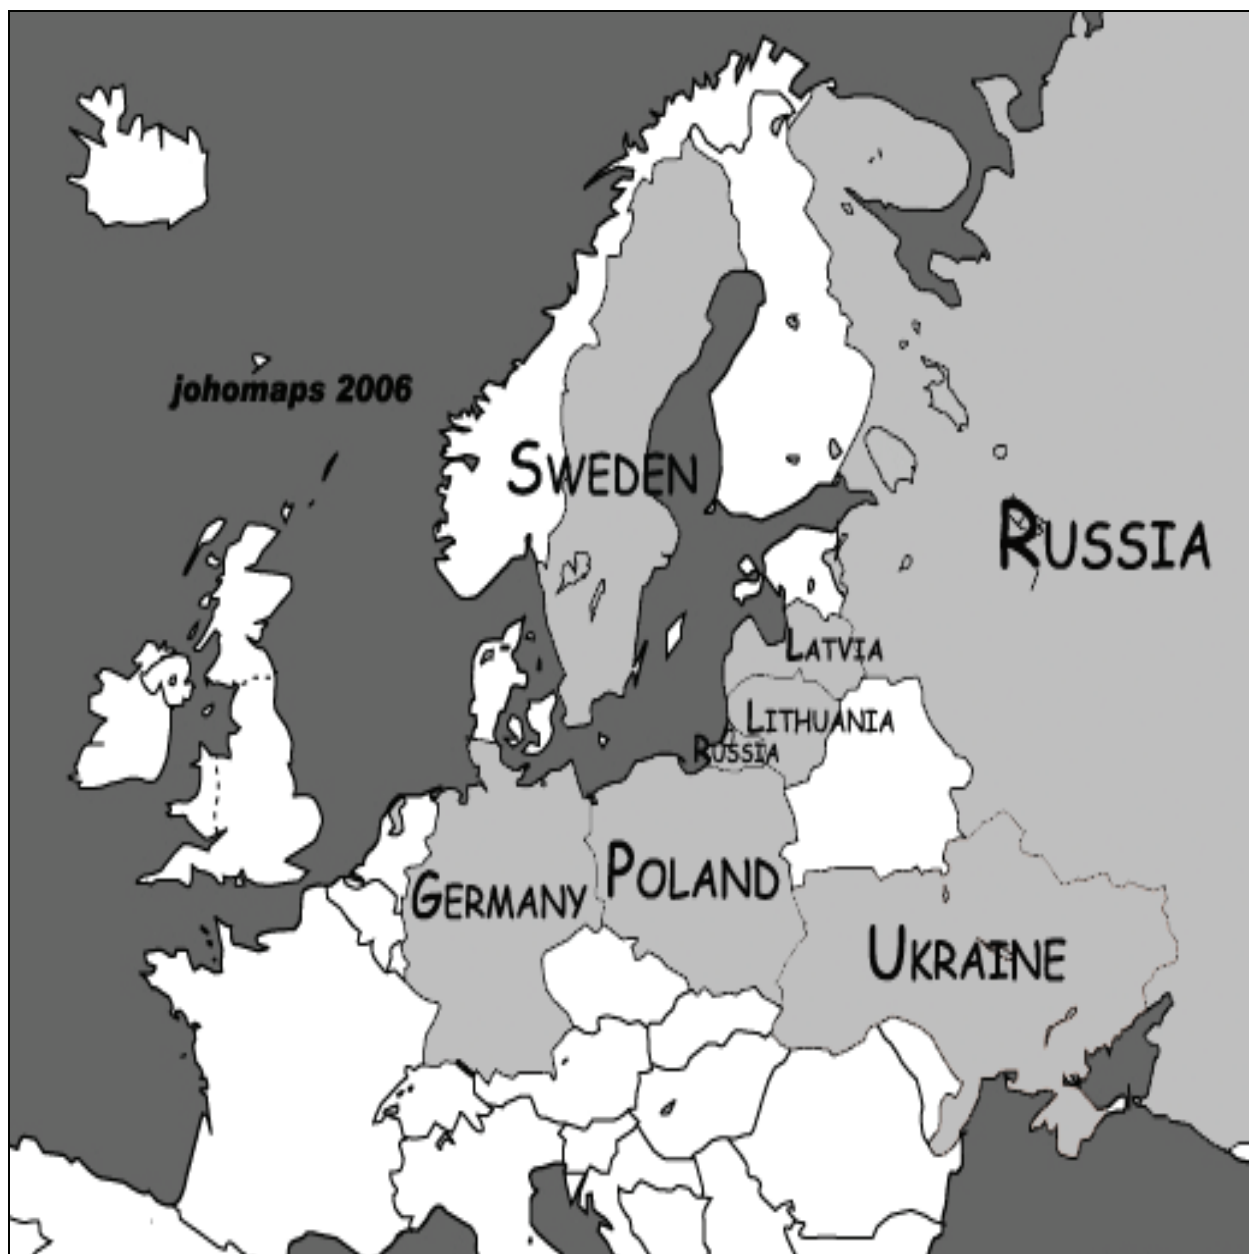 johomaps 2006
SWEDEN
RUSSIA
LATVIA
LITHUANIA
RUSSIA
GERMANY
POLAND
UKRAINE